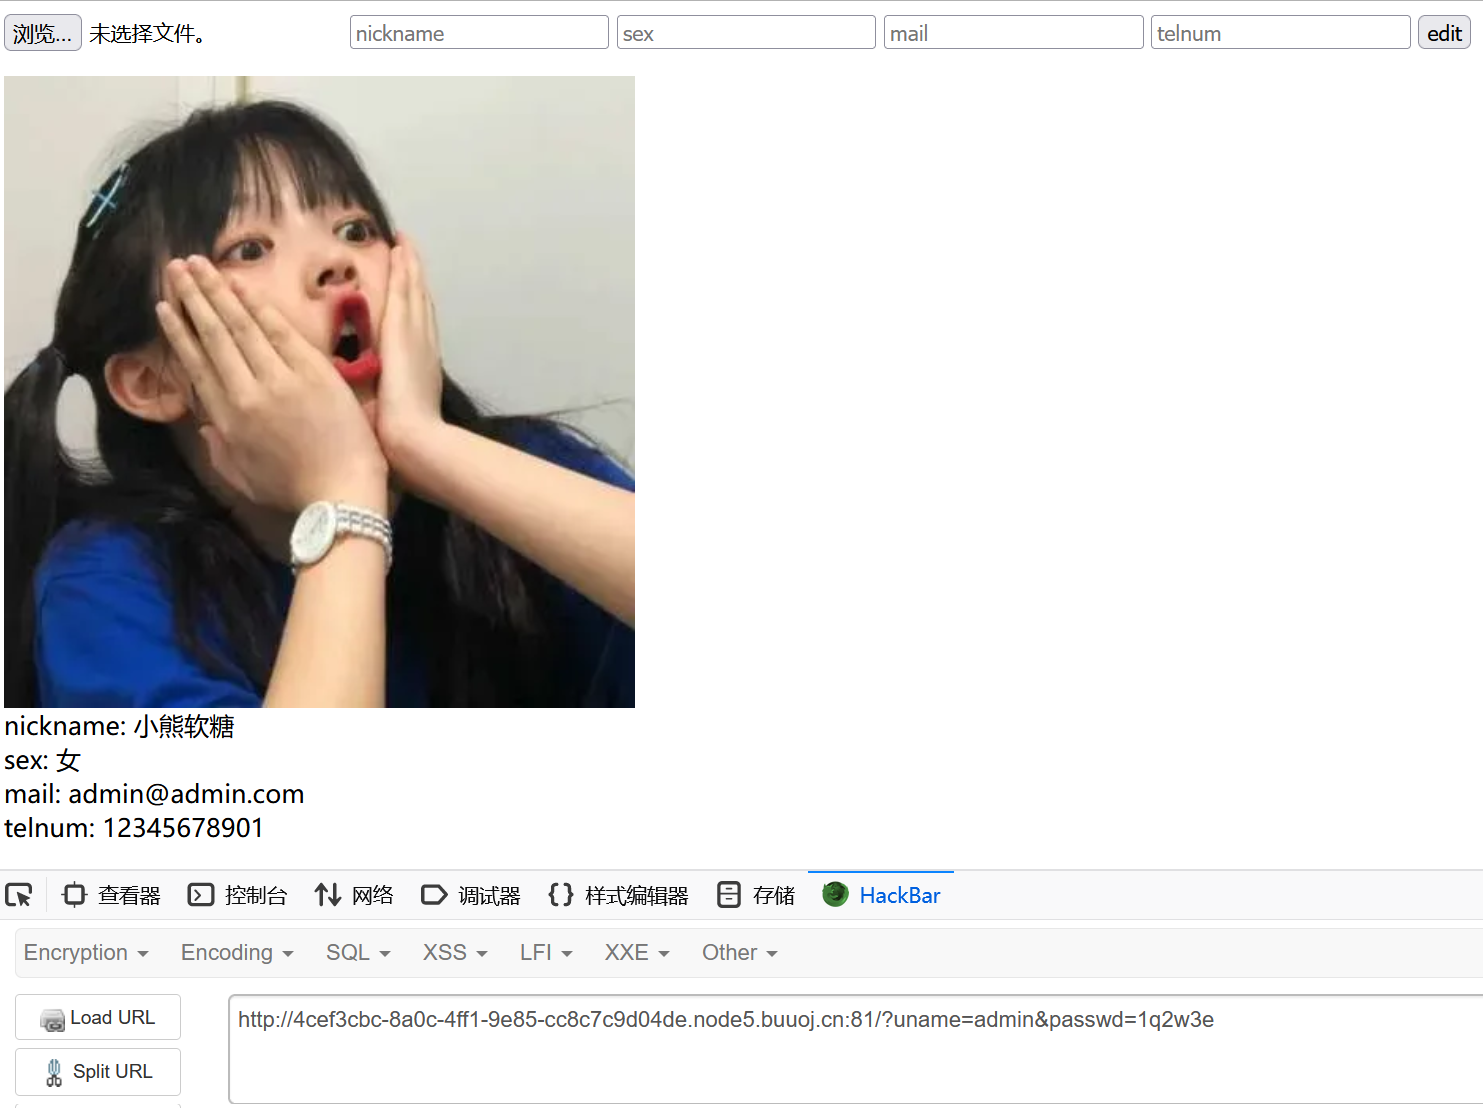 浏览... 未选择文件。 nickname sex mail telnum edit
nickname: 小熊软糖
sex: 女
mail: admin@admin.com
telnum: 12345678901
查看器 控制台 网络 调试器 样式编辑器 存储 HackBar
Encryption Encoding SQL XSS LFI XXE Other
Load URL http://4cef3cbc-8a0c-4ff1-9e85-cc8c7c9d04de.node5.buuoj.cn:81/?uname=admin&passwd=1q2w3e
Split URL